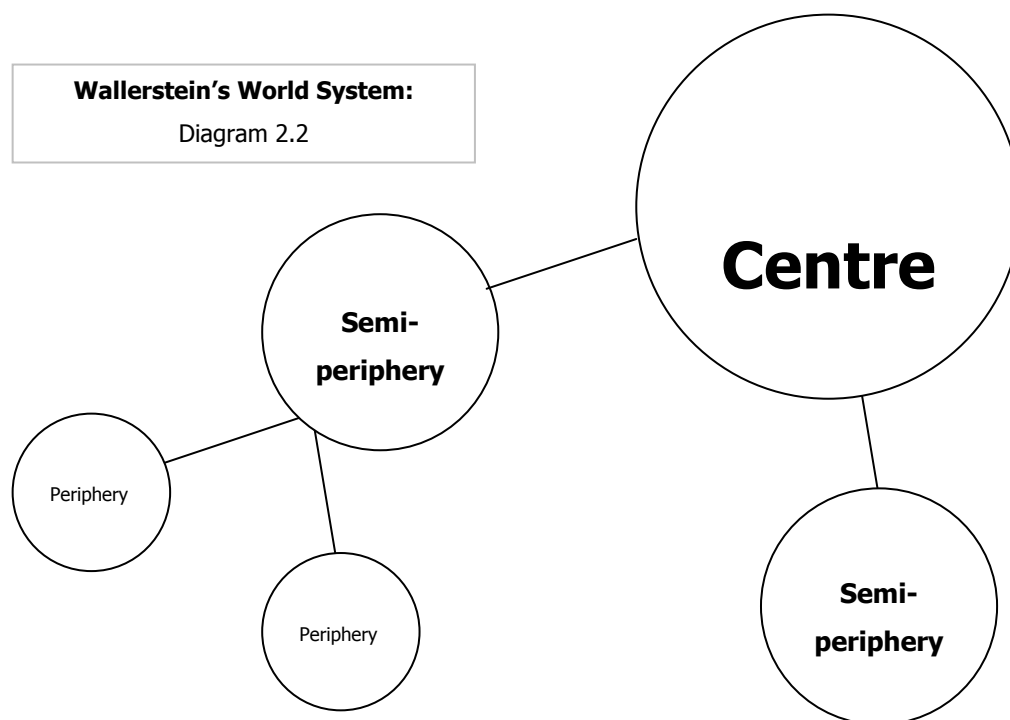 Wallerstein’s World System:
Diagram 2.2
Centre
Semi-
periphery
Periphery
Periphery
Semi-
periphery